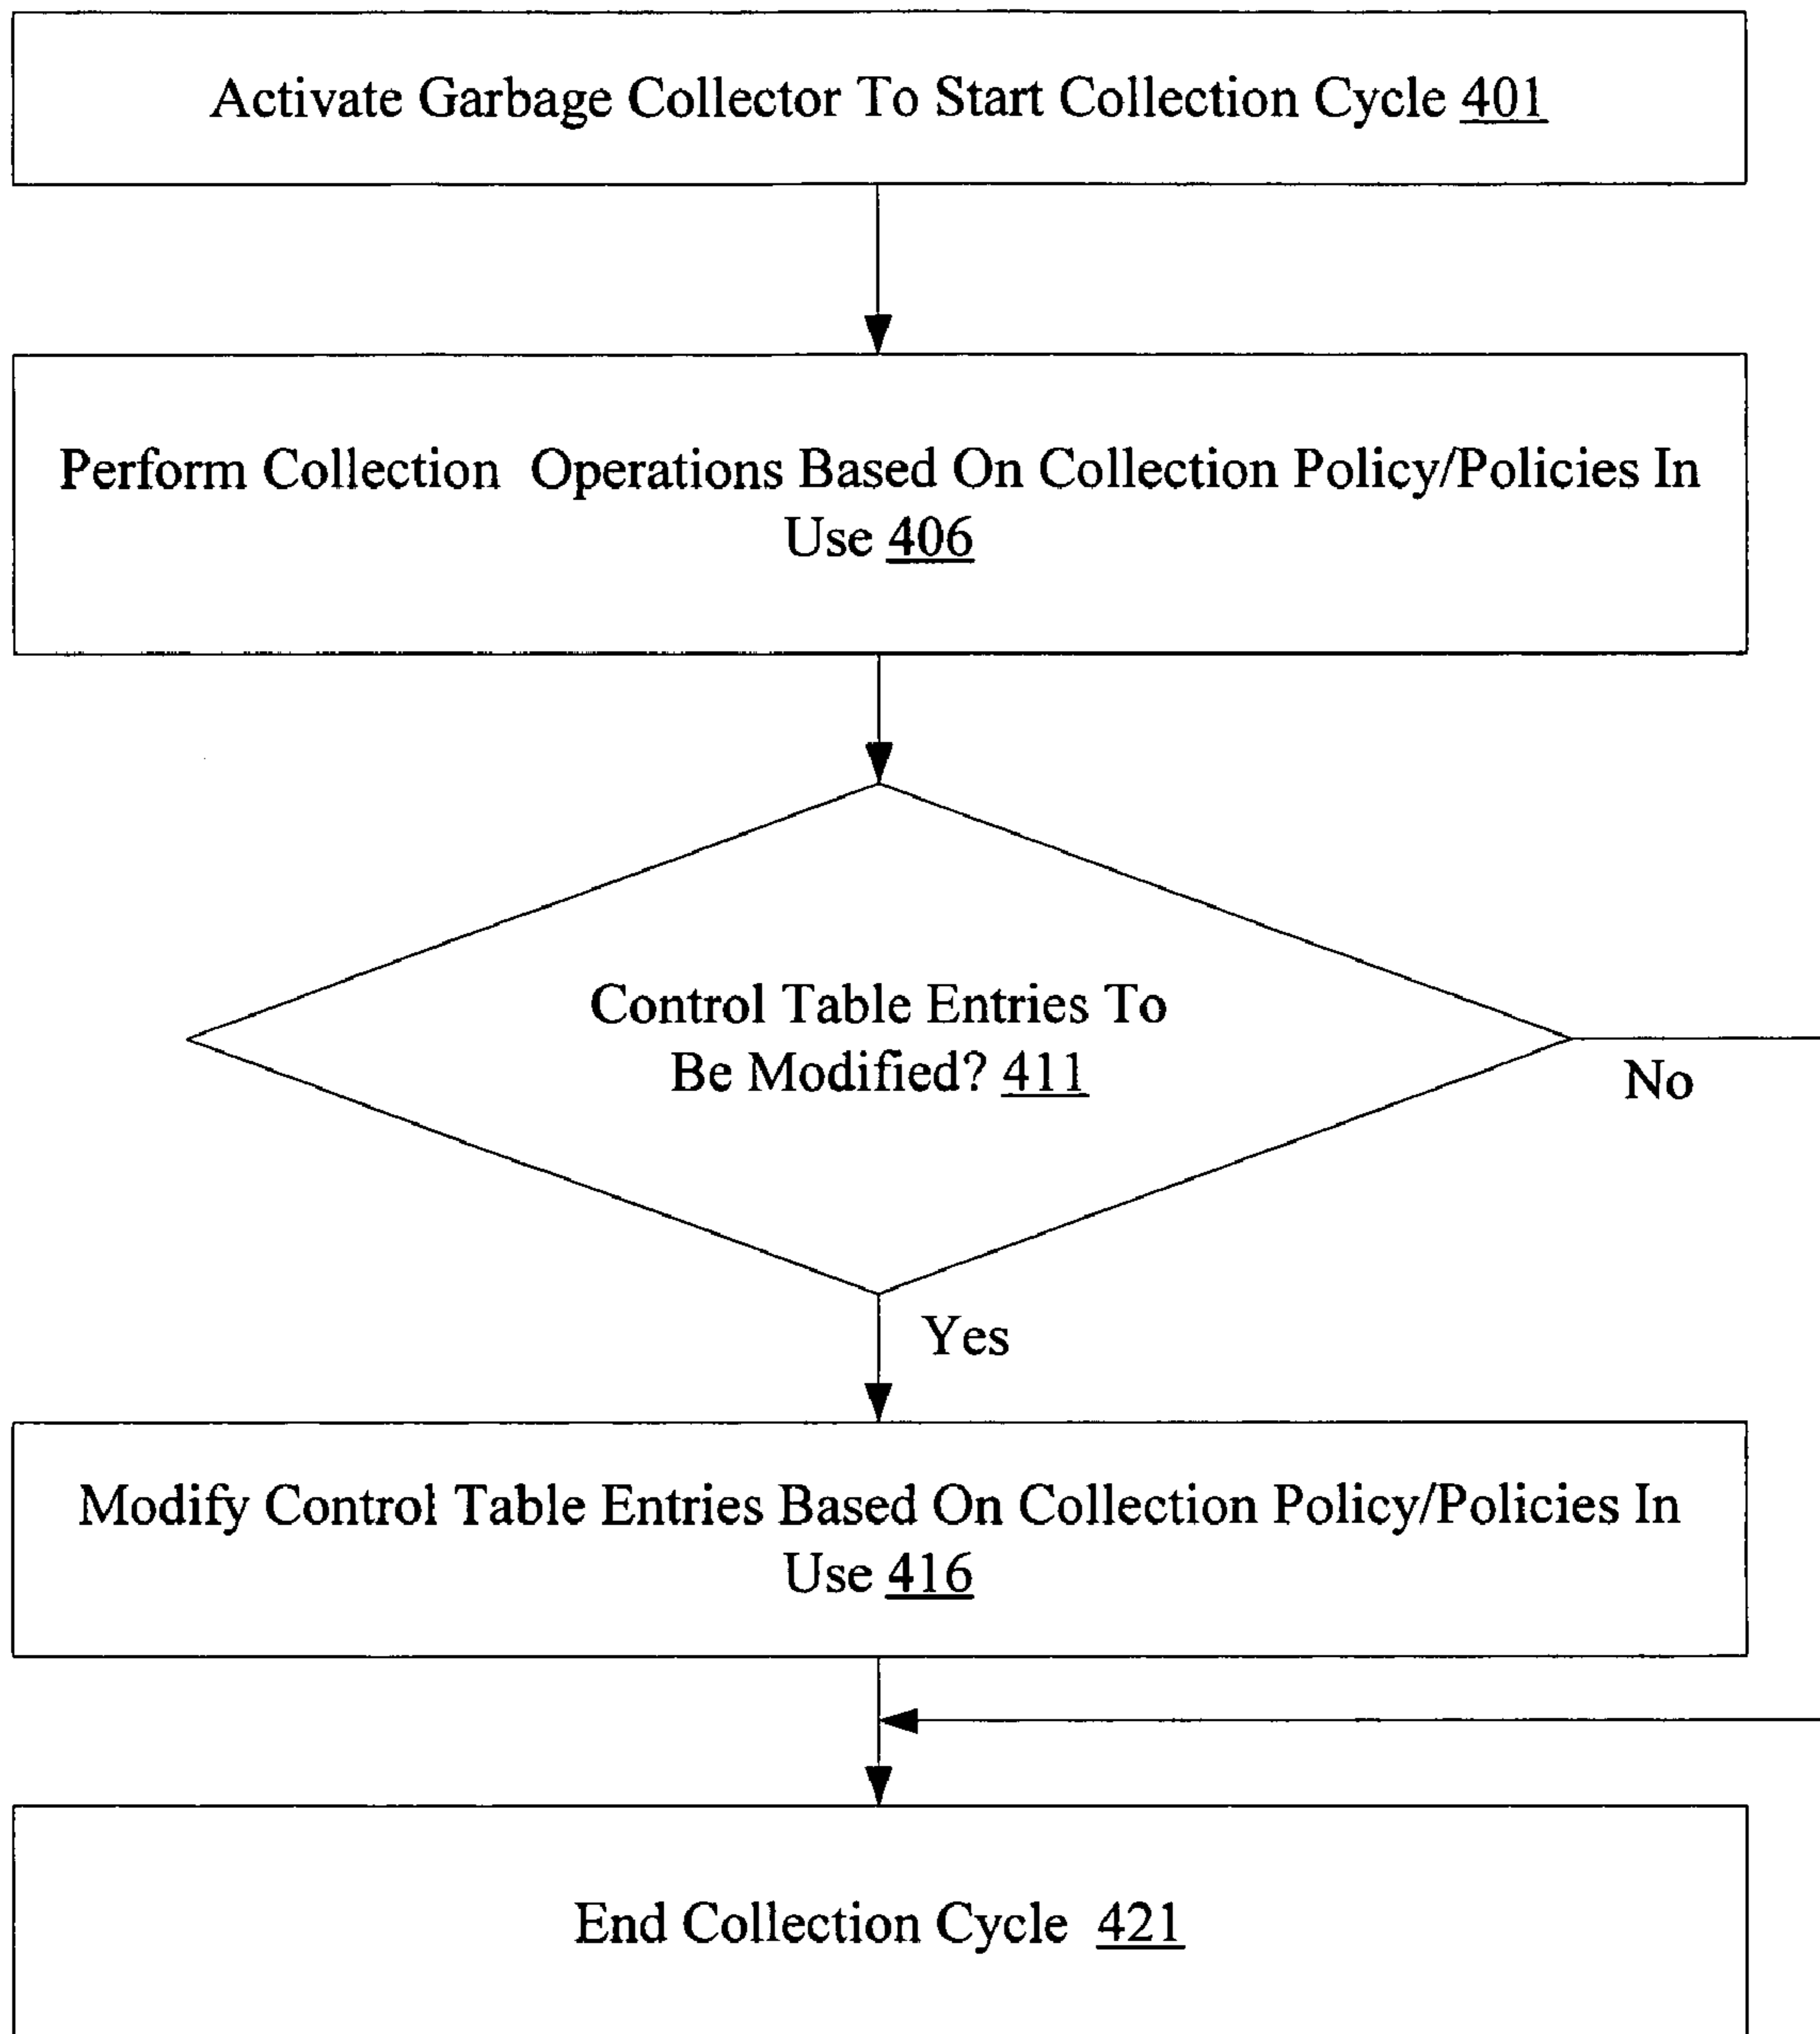 Activate Garbage Collector To Start Collection Cycle 401
Perform Collection Operations Based On Collection Policy/Policies In
Use 406
Control Table Entries To
Be Modified? 411
No
Yes
Modify Control Table Entries Based On Collection Policy/Policies In
Use 416
End Collection Cycle 421